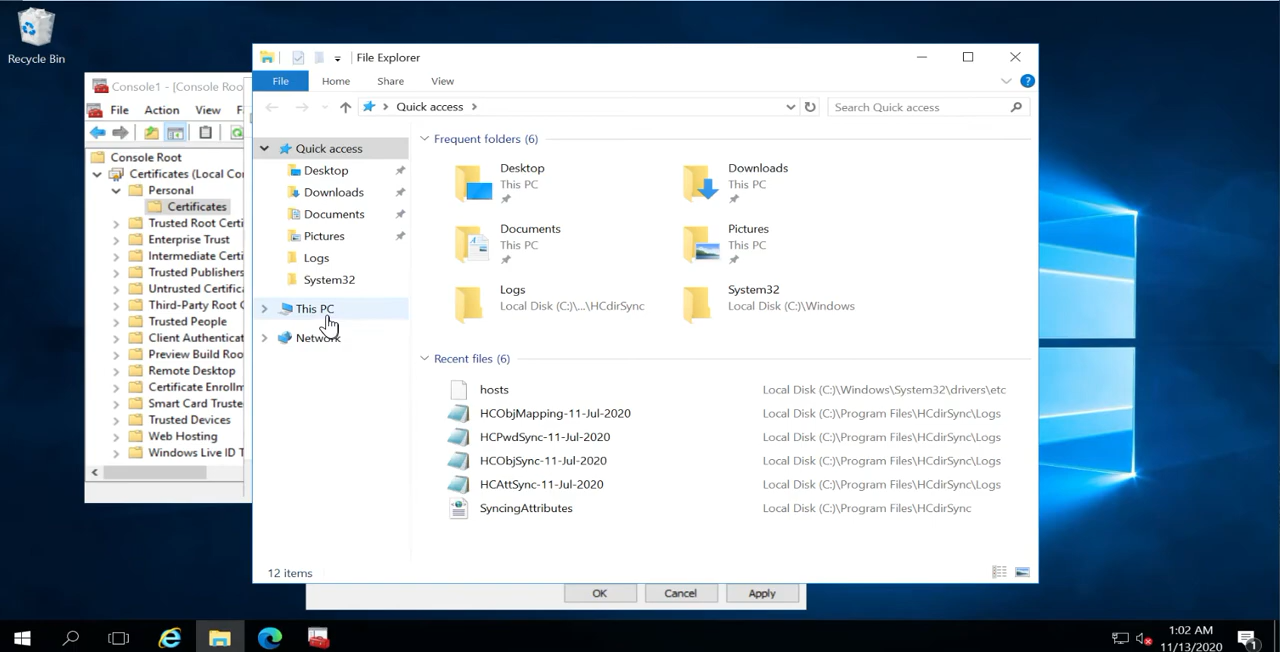 Recycle Bin
Console1 - [Console Roo
File Action View F
Console Root
Certificates (Local Co
Personal
Certificates
Trusted Root Certi
Enterprise Trust
Intermediate Certi
Trusted Publishers
Untrusted Certifica
Third-Party Root C
Trusted People
Client Authenticat
Preview Build Roo
Remote Desktop
Certificate Enrollm
Smart Card Truste
Trusted Devices
Web Hosting
Windows Live ID T
File Explorer
File Home Share View
Quick access
Search Quick access
Quick access
Desktop
Downloads
Documents
Pictures
Logs
System32
This PC
Network
Frequent folders (6)
Desktop
This PC
Downloads
This PC
Documents
This PC
Pictures
This PC
Logs
Local Disk (C:)\...\HCdirSync
System32
Local Disk (C:)\Windows
Recent files (6)
hosts Local Disk (C:)\Windows\System32\drivers\etc
HCObjMapping-11-Jul-2020 Local Disk (C:)\Program Files\HCdirSync\Logs
HCPwdSync-11-Jul-2020 Local Disk (C:)\Program Files\HCdirSync\Logs
HCObjSync-11-Jul-2020 Local Disk (C:)\Program Files\HCdirSync\Logs
HCAttSync-11-Jul-2020 Local Disk (C:)\Program Files\HCdirSync\Logs
SyncingAttributes Local Disk (C:)\Program Files\HCdirSync
12 items
OK Cancel Apply
1:02 AM
11/13/2020
1